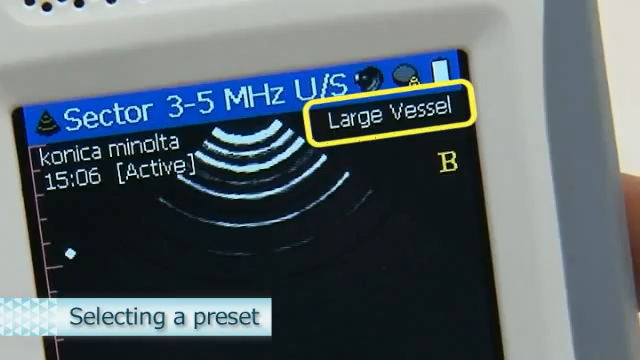 Sector 3-5 MHz U/S
Large Vessel
konica minolta
15:06 [Active]
B
Selecting a preset